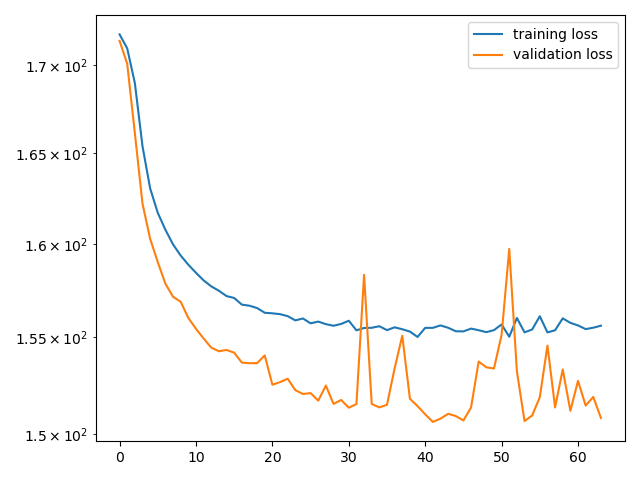 training loss
validation loss
1.7 × 10²
1.65 × 10²
1.6 × 10²
1.55 × 10²
1.5 × 10²
0 10 20 30 40 50 60